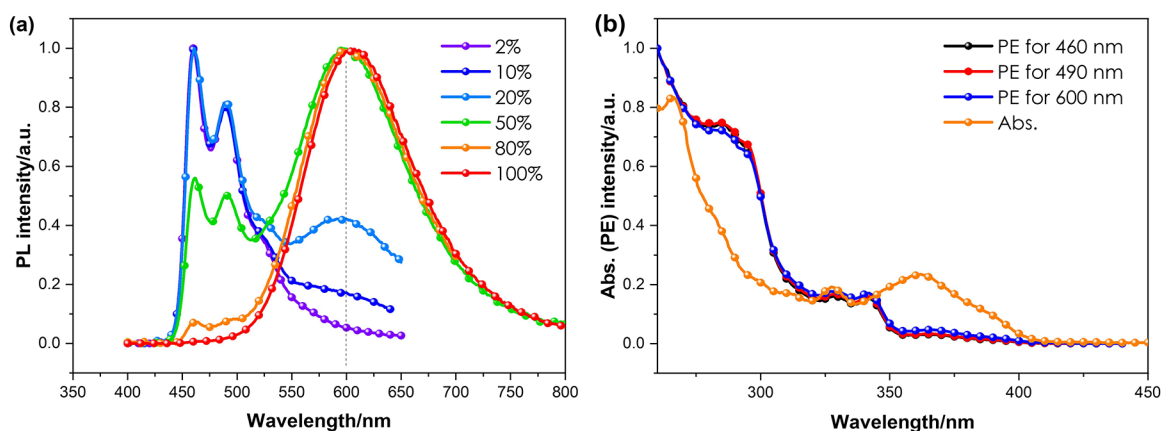 (a)
PL intensity/a.u.
1.0
0.8
0.6
0.4
0.2
0.0
2%
10%
20%
50%
80%
100%
350 400 450 500 550 600 650 700 750 800
Wavelength/nm
(b)
Abs. (PE) intensity/a.u.
1.0
0.8
0.6
0.4
0.2
0.0
PE for 460 nm
PE for 490 nm
PE for 600 nm
Abs.
300 350 400 450
Wavelength/nm